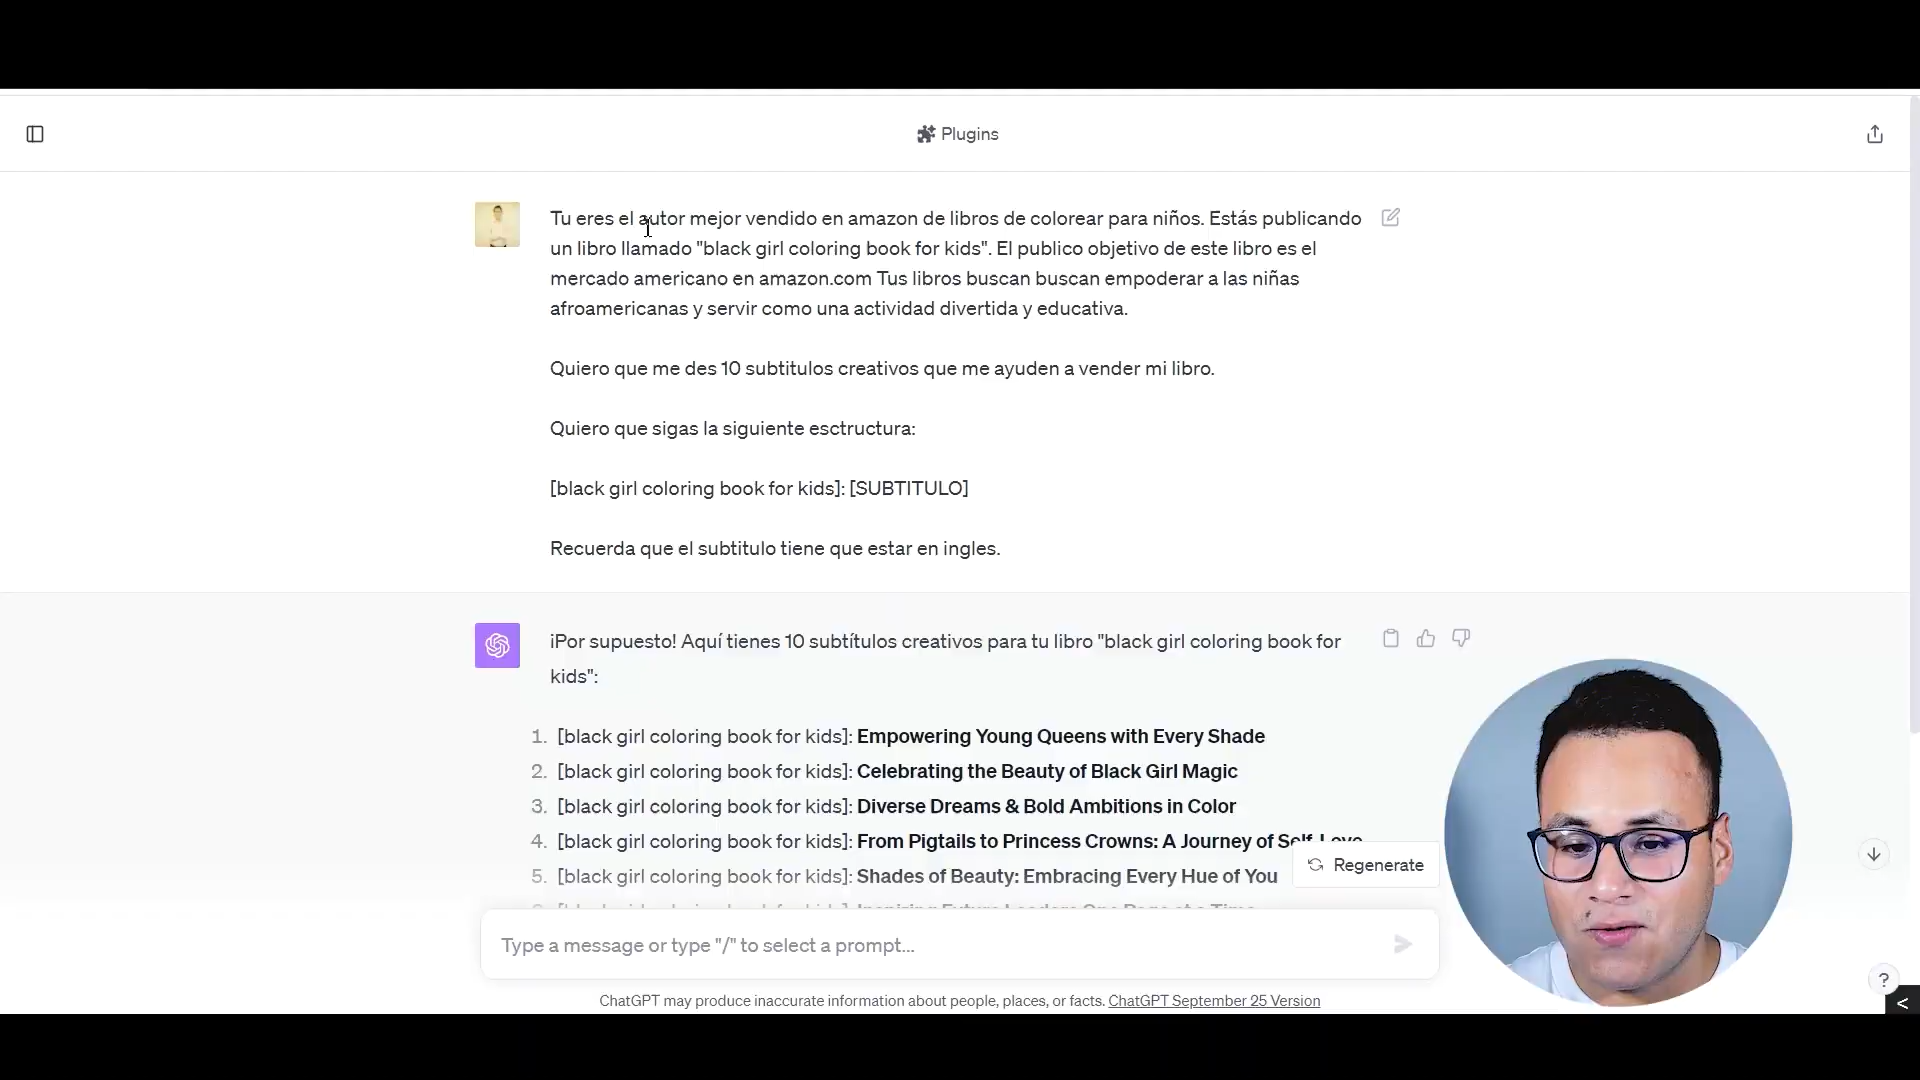 Plugins
Tu eres el autor mejor vendido en amazon de libros de colorear para niños. Estás publicando
un libro llamado "black girl coloring book for kids". El publico objetivo de este libro es el
mercado americano en amazon.com Tus libros buscan buscan empoderar a las niñas
afroamericanas y servir como una actividad divertida y educativa.
Quiero que me des 10 subtitulos creativos que me ayuden a vender mi libro.
Quiero que sigas la siguiente esctructura:
[black girl coloring book for kids]: [SUBTITULO]
Recuerda que el subtitulo tiene que estar en ingles.
¡Por supuesto! Aquí tienes 10 subtítulos creativos para tu libro "black girl coloring book for
kids":
1. [black girl coloring book for kids]: Empowering Young Queens with Every Shade
2. [black girl coloring book for kids]: Celebrating the Beauty of Black Girl Magic
3. [black girl coloring book for kids]: Diverse Dreams & Bold Ambitions in Color
4. [black girl coloring book for kids]: From Pigtails to Princess Crowns: A Journey of Self-Love
Regenerate
5. [black girl coloring book for kids]: Shades of Beauty: Embracing Every Hue of You
Type a message or type "/" to select a prompt...
?
ChatGPT may produce inaccurate information about people, places, or facts. ChatGPT September 25 Version
<